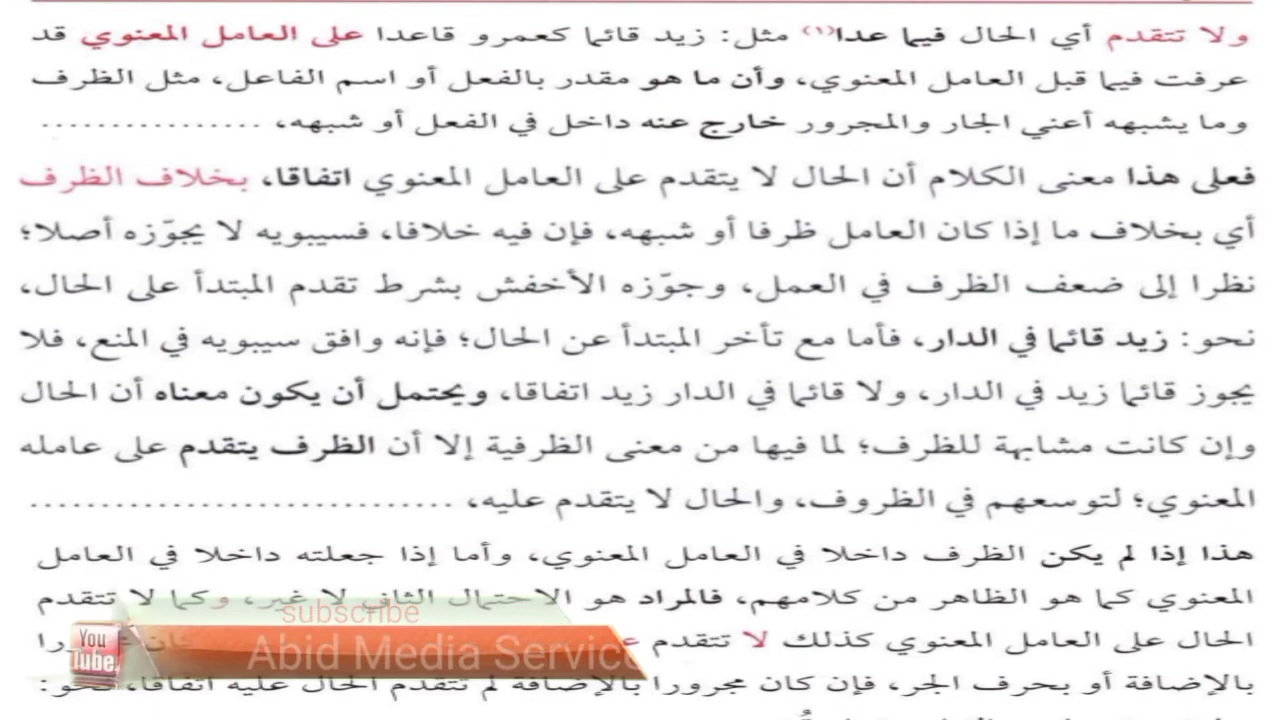 ولا تتقدم أي الحال فيما عدا(١) مثل: زيد قائما كعمرو قاعدا على العامل المعنوي قد
عرفت فيما قبل العامل المعنوي، وأن ما هو مقدر بالفعل أو اسم الفاعل، مثل الظرف
وما يشبهه أعني الجار والمجرور خارج عنه داخل في الفعل أو شبهه، .................
فعلى هذا معنى الكلام أن الحال لا يتقدم على العامل المعنوي اتفاقا، بخلاف الظرف
أي بخلاف ما إذا كان العامل ظرفا أو شبهه، فإن فيه خلافا، فسيبويه لا يجوّزه أصلا؛
نظرا إلى ضعف الظرف في العمل، وجوّزه الأخفش بشرط تقدم المبتدأ على الحال،
نحو: زيد قائما في الدار، فأما مع تأخر المبتدأ عن الحال؛ فإنه وافق سيبويه في المنع، فلا
يجوز قائما زيد في الدار، ولا قائما في الدار زيد اتفاقا، ويحتمل أن يكون معناه أن الحال
وإن كانت مشابهة للظرف؛ لما فيها من معنى الظرفية إلا أن الظرف يتقدم على عامله
المعنوي؛ لتوسعهم في الظروف، والحال لا يتقدم عليه، ..............................
هذا إذا لم يكن الظرف داخلا في العامل المعنوي، وأما إذا جعلته داخلا في العامل
المعنوي كما هو الظاهر من كلامهم، فالمراد هو الاحتمال الثاني لا غير، وكما لا تتقدم
الحال على العامل المعنوي كذلك لا تتقدم
بالإضافة أو بحرف الجر، فإن كان مجرورا بالإضافة لم تتقدم الحال عليه اتفاقا، نحو:
subscribe
You Tube
Abid Media Service